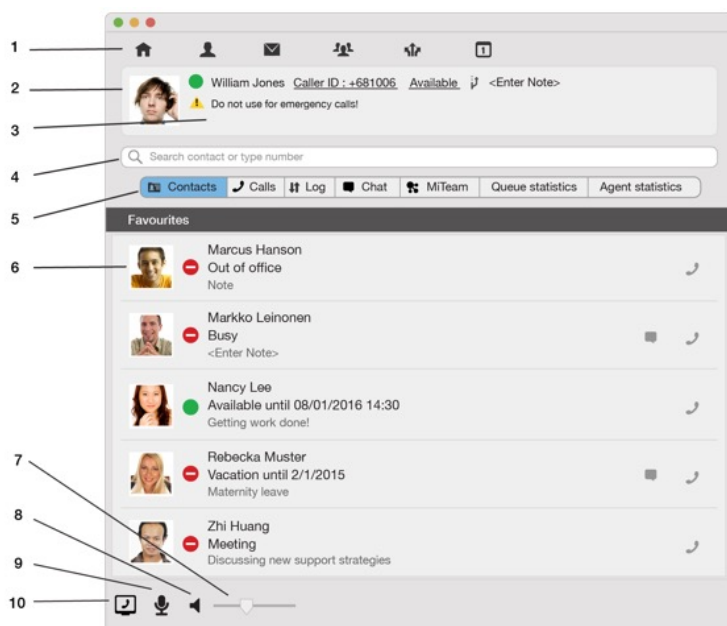 1
1
2
William Jones Caller ID : +681006 Available <Enter Note>
Do not use for emergency calls!
3
4
Search contact or type number
5
Contacts Calls Log Chat MiTeam Queue statistics Agent statistics
Favourites
6
Marcus Hanson
Out of office
Note
Markko Leinonen
Busy
<Enter Note>
Nancy Lee
Available until 08/01/2016 14:30
Getting work done!
7
Rebecka Muster
Vacation until 2/1/2015
Maternity leave
8
Zhi Huang
Meeting
Discussing new support strategies
9
10